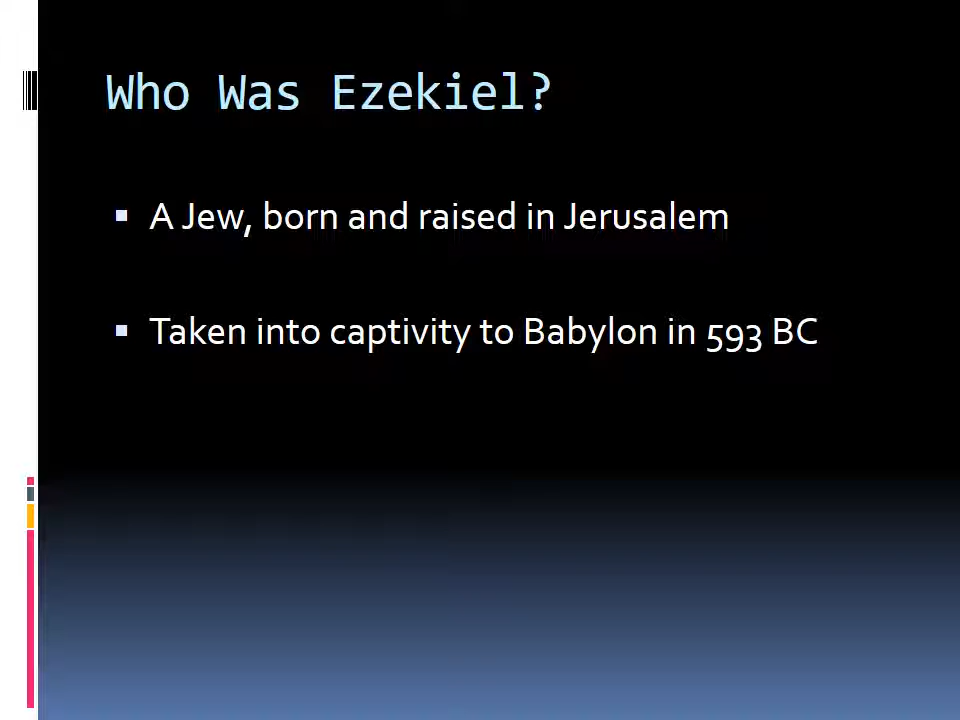 Who Was Ezekiel?
A Jew, born and raised in Jerusalem
Taken into captivity to Babylon in 593 BC